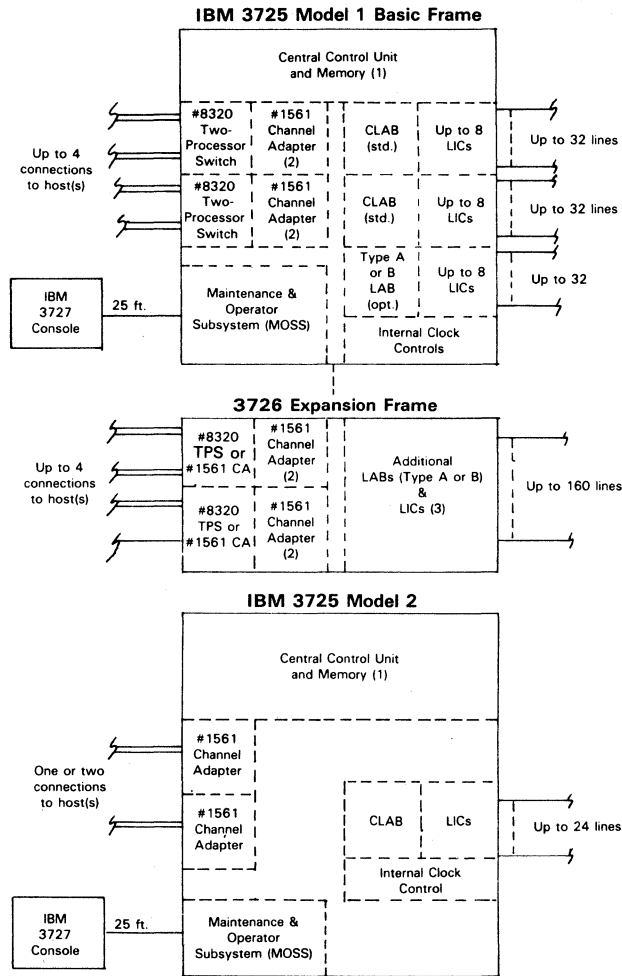 IBM 3725 Model 1 Basic Frame
Central Control Unit
and Memory (1)
#8320
Two-
Processor
Switch
#1561
Channel
Adapter
(2)
CLAB
(std.)
Up to 8
LICs
Up to 32 lines
Up to 4
connections
to host(s)
#8320
Two-
Processor
Switch
#1561
Channel
Adapter
(2)
CLAB
(std.)
Up to 8
LICs
Up to 32 lines
Type A
or B
LAB
(opt.)
Up to 8
LICs
Up to 32
IBM
3727
Console
25 ft.
Maintenance &
Operator
Subsystem (MOSS)
Internal Clock
Controls
3726 Expansion Frame
Up to 4
connections
to host(s)
#8320
TPS or
#1561 CA
#1561
Channel
Adapter
(2)
#8320
TPS or
#1561 CA
#1561
Channel
Adapter
(2)
Additional
LABs (Type A or B)
&
LICs (3)
Up to 160 lines
IBM 3725 Model 2
Central Control Unit
and Memory (1)
One or two
connections
to host(s)
#1561
Channel
Adapter
#1561
Channel
Adapter
CLAB
LICs
Up to 24 lines
Internal Clock
Control
IBM
3727
Console
25 ft.
Maintenance &
Operator
Subsystem (MOSS)